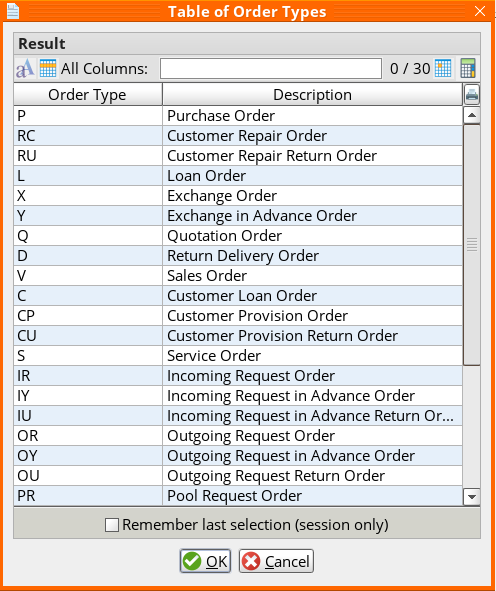 Table of Order Types
Result
All Columns: 0 / 30
Order Type Description
P Purchase Order
RC Customer Repair Order
RU Customer Repair Return Order
L Loan Order
X Exchange Order
Y Exchange in Advance Order
Q Quotation Order
D Return Delivery Order
V Sales Order
C Customer Loan Order
CP Customer Provision Order
CU Customer Provision Return Order
S Service Order
IR Incoming Request Order
IY Incoming Request in Advance Order
IU Incoming Request in Advance Return Or...
OR Outgoing Request Order
OY Outgoing Request in Advance Order
OU Outgoing Request Return Order
PR Pool Request Order
Remember last selection (session only)
OK Cancel